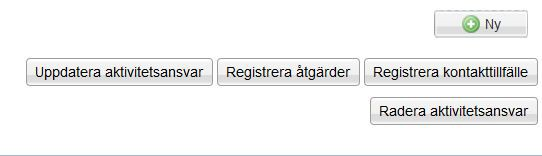 Ny
Uppdatera aktivitetsansvar Registrera åtgärder Registrera kontakttillfälle
Radera aktivitetsansvar